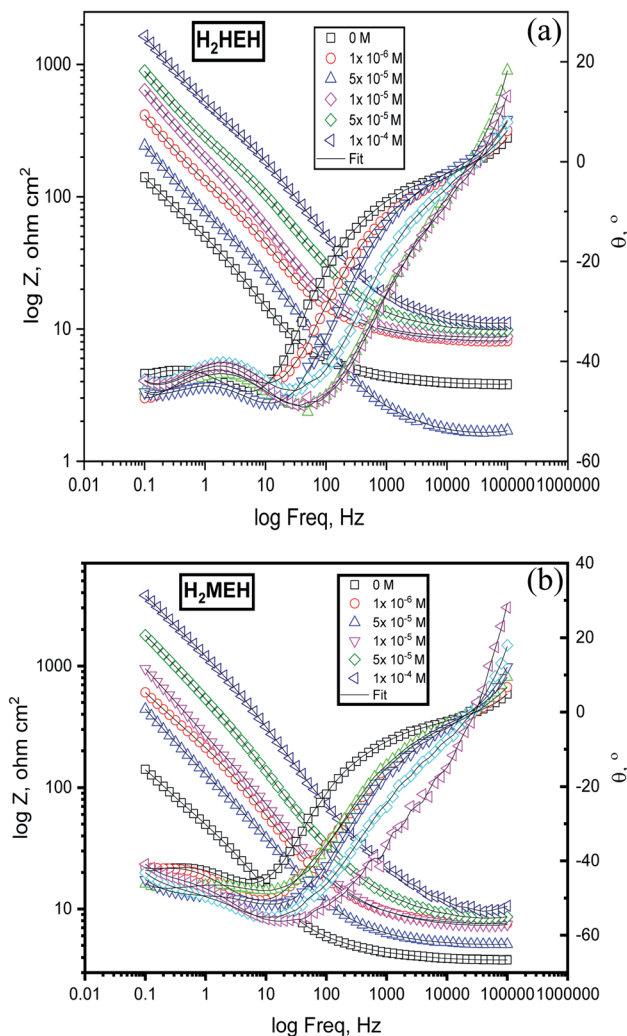 (a)
H₂HEH
0 M
1x 10⁻⁶ M
5x 10⁻⁵ M
1x 10⁻⁵ M
5x 10⁻⁵ M
1x 10⁻⁴ M
Fit
1000
100
10
1
log Z, ohm cm²
20
0
-20
-40
-60
θ, °
0.01 0.1 1 10 100 1000 10000 100000 1000000
log Freq, Hz
(b)
H₂MEH
0 M
1x 10⁻⁶ M
5x 10⁻⁵ M
1x 10⁻⁵ M
5x 10⁻⁵ M
1x 10⁻⁴ M
Fit
1000
100
10
log Z, ohm cm²
40
20
0
-20
-40
-60
θ, °
0.01 0.1 1 10 100 1000 10000 100000 1000000
log Freq, Hz